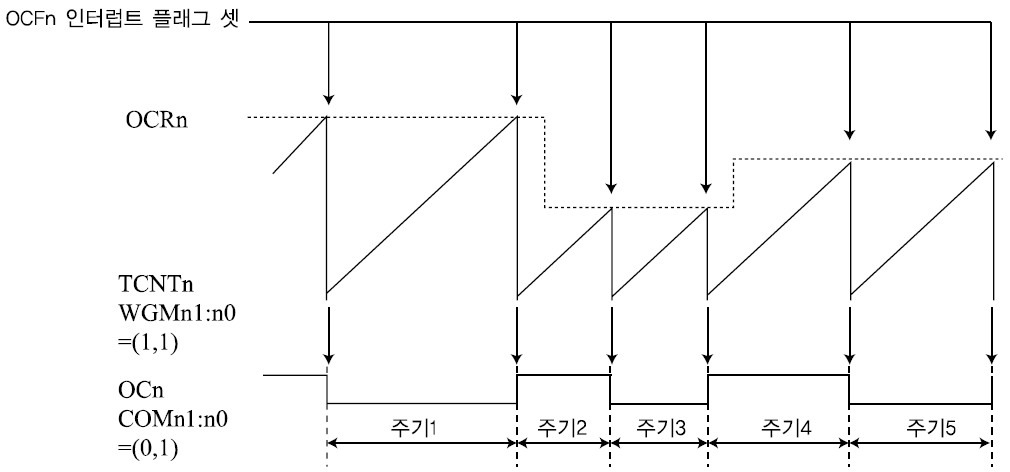 OCFn 인터럽트 플래그 셋
OCRn
TCNTn
WGMn1:n0
=(1,1)
OCn
COMn1:n0
=(0,1)
주기1
주기2
주기3
주기4
주기5